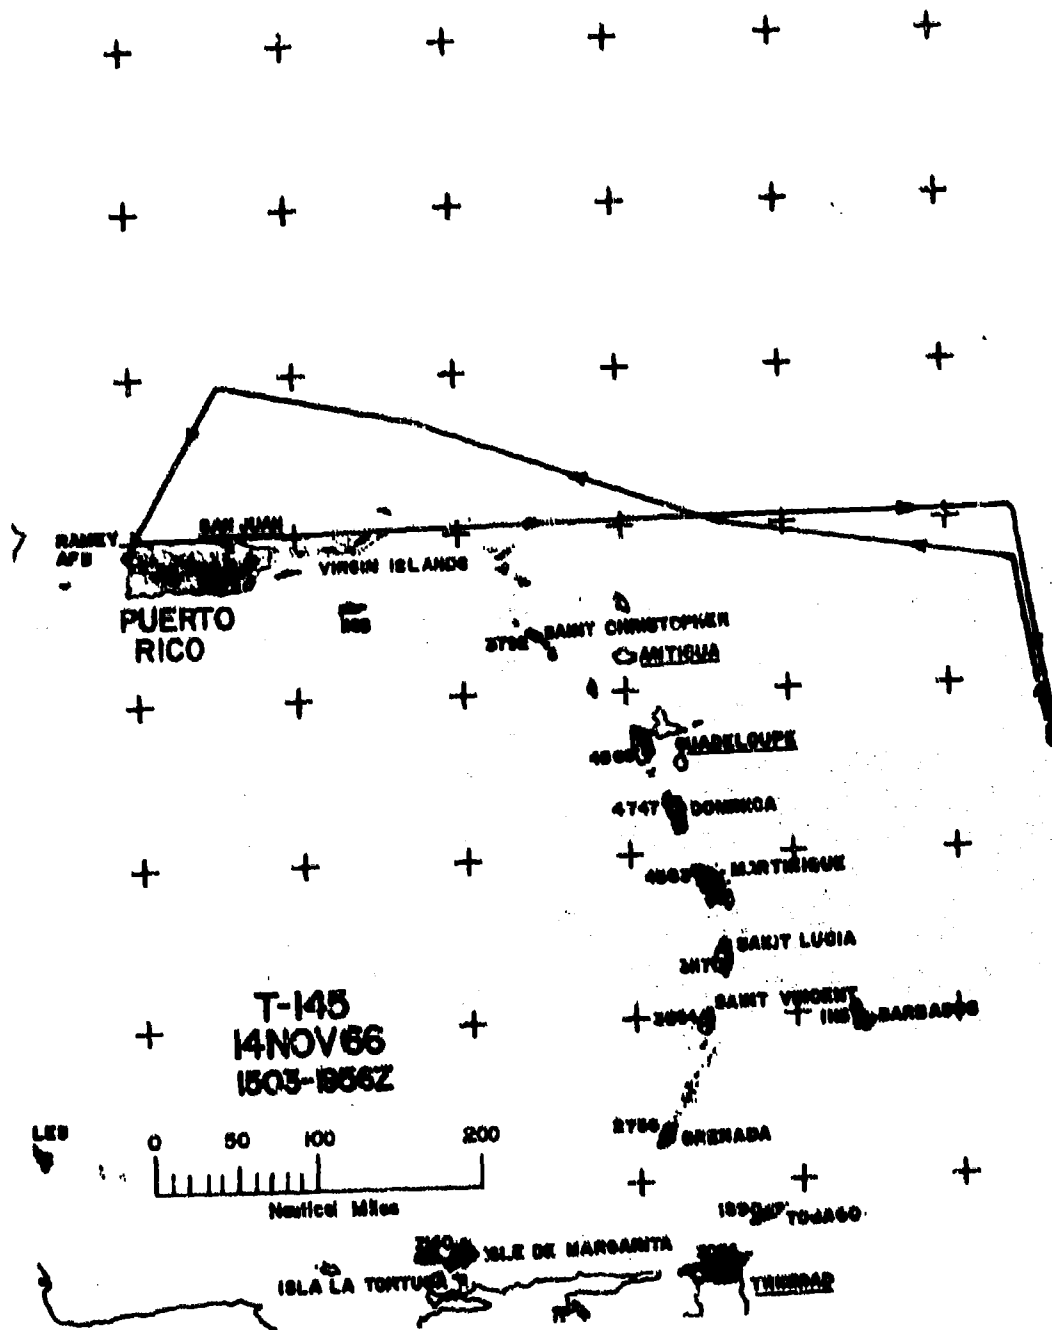 RAMEY
AFB
SAN JUAN
VIRGIN ISLANDS
PUERTO
RICO
3792 SAINT CHRISTOPHER
ANTIGUA
GUADELOUPE
4747 DOMINICA
MARTINIQUE
SAINT LUCIA
SAINT VINCENT
BARBADOS
T-145
14NOV66
1503-1956Z
0 50 100 200
Nautical Miles
2756 GRENADA
TOBAGO
ISLE DE MARGARITA
ISLA LA TORTUGA
TRINIDAD